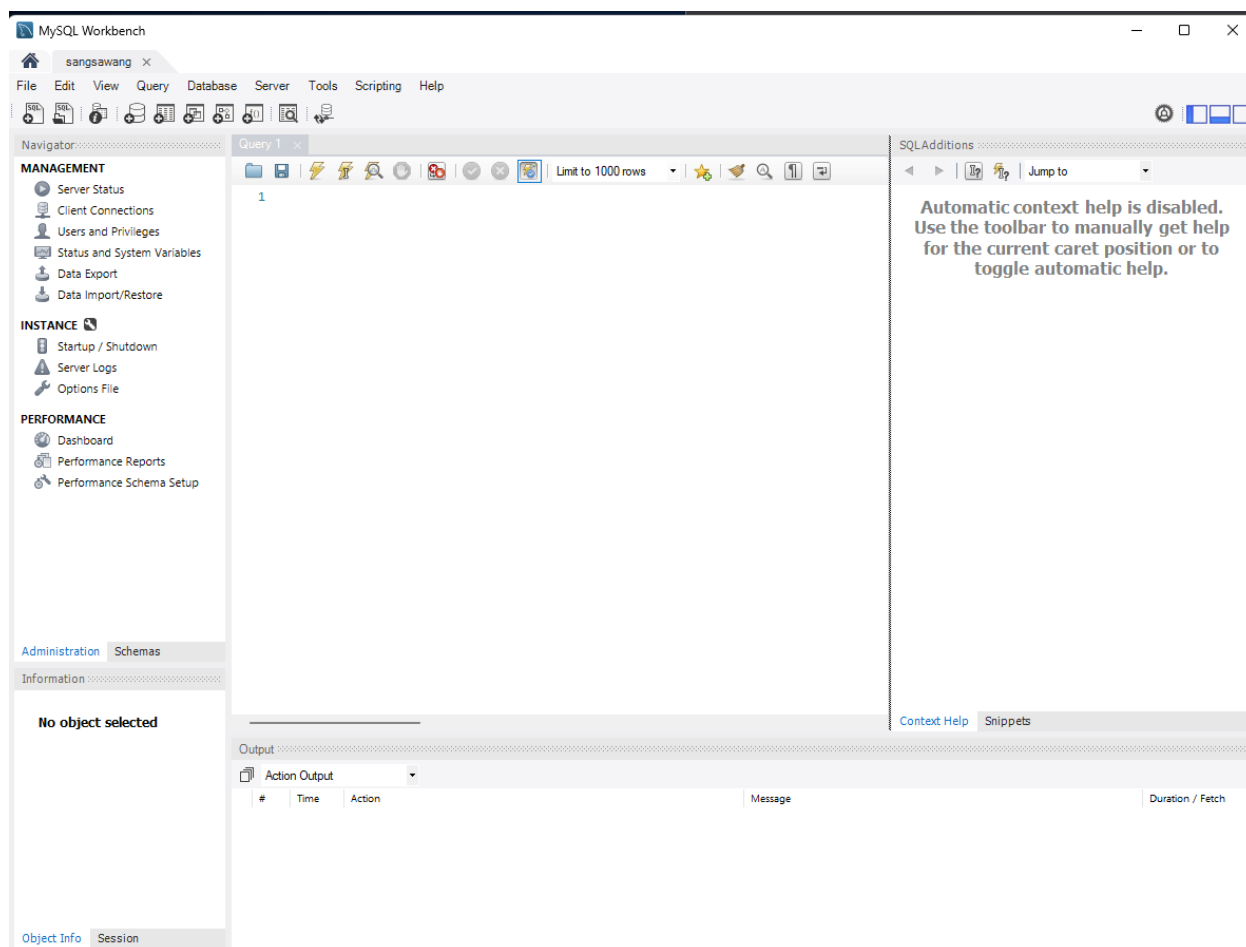 MySQL Workbench
sangsawang
File Edit View Query Database Server Tools Scripting Help
Navigator
MANAGEMENT
Server Status
Client Connections
Users and Privileges
Status and System Variables
Data Export
Data Import/Restore
INSTANCE
Startup / Shutdown
Server Logs
Options File
PERFORMANCE
Dashboard
Performance Reports
Performance Schema Setup
Administration Schemas
Information
No object selected
Object Info Session
Query 1
Limit to 1000 rows
1
SQLAdditions
Jump to
Automatic context help is disabled.
Use the toolbar to manually get help
for the current caret position or to
toggle automatic help.
Context Help Snippets
Output
Action Output
# Time Action Message Duration / Fetch